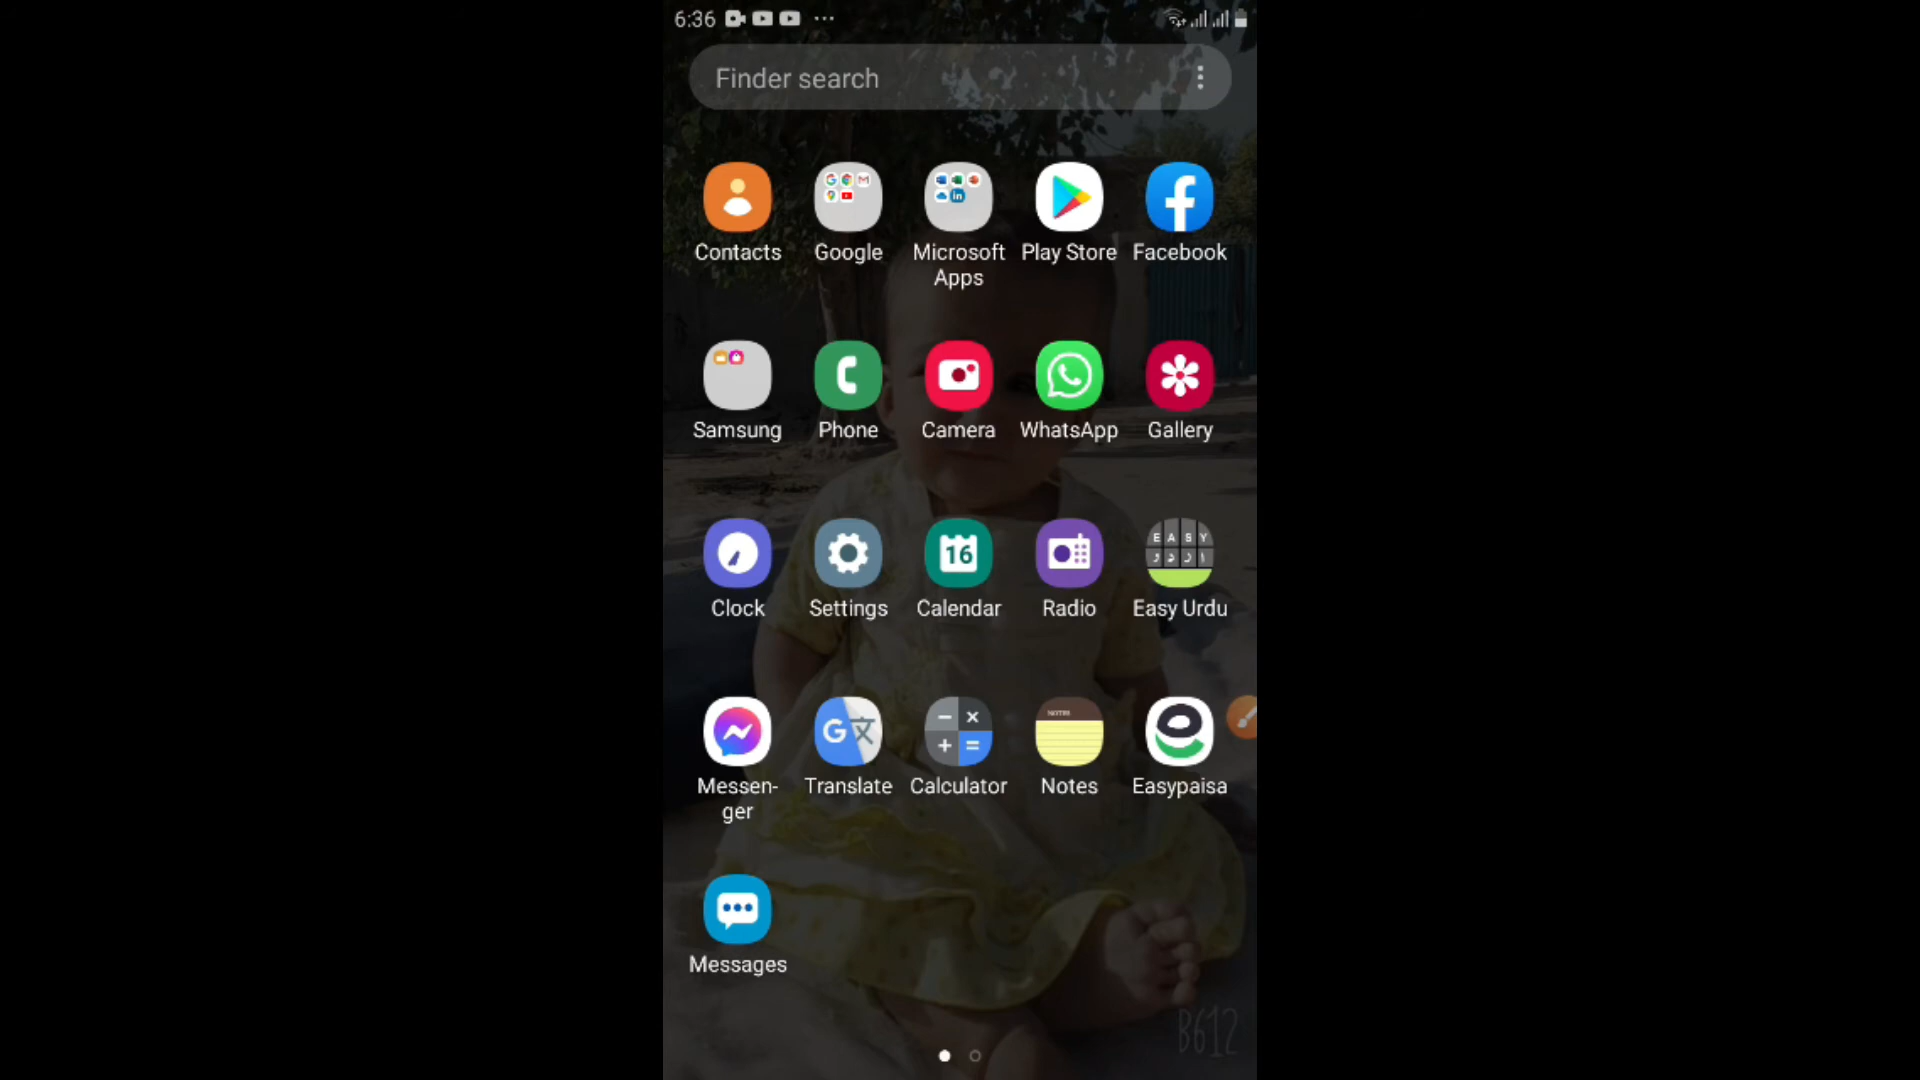 6:36
Finder search
Contacts
Google
Microsoft
Apps
Play Store
Facebook
Samsung
Phone
Camera
WhatsApp
Gallery
Clock
16
Settings
Calendar
Radio
E A S Y
ا ر د و
Easy Urdu
Messen-
ger
Translate
Calculator
NOTES
Notes
Easypaisa
Messages
B612